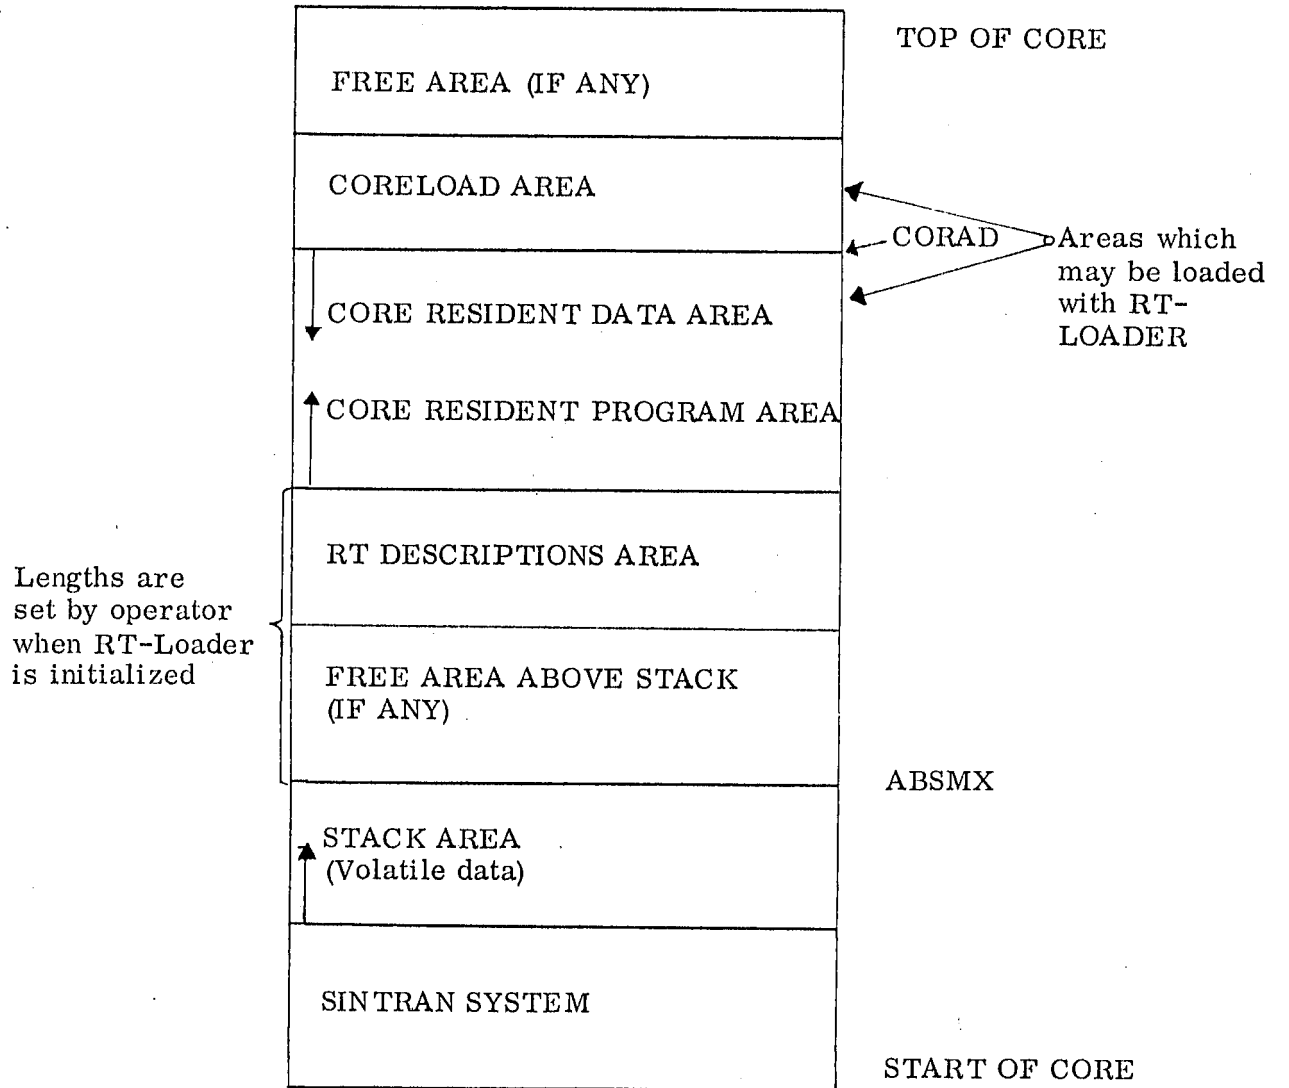 TOP OF CORE
FREE AREA (IF ANY)
CORELOAD AREA
CORAD
Areas which
may be loaded
with RT-
LOADER
CORE RESIDENT DATA AREA
CORE RESIDENT PROGRAM AREA
RT DESCRIPTIONS AREA
Lengths are
set by operator
when RT-Loader
is initialized
FREE AREA ABOVE STACK
(IF ANY)
ABSMX
STACK AREA
(Volatile data)
SINTRAN SYSTEM
START OF CORE